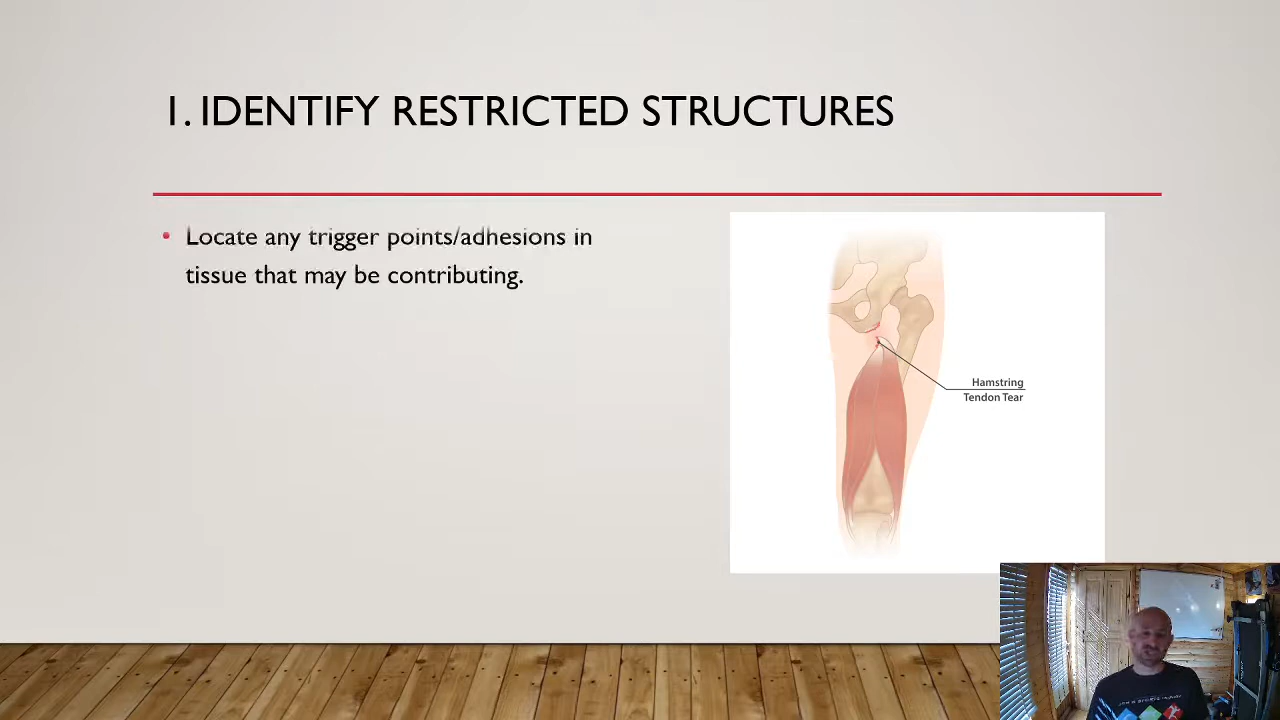 1. IDENTIFY RESTRICTED STRUCTURES
• Locate any trigger points/adhesions in
tissue that may be contributing.
Hamstring
Tendon Tear